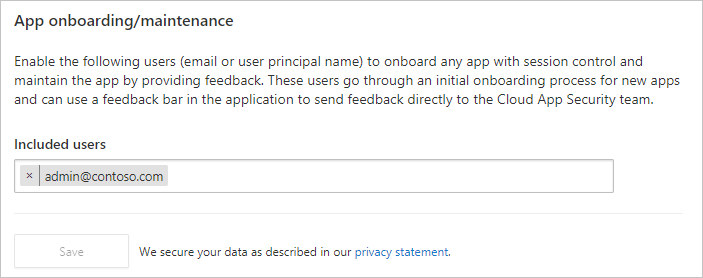 App onboarding/maintenance
Enable the following users (email or user principal name) to onboard any app with session control and
maintain the app by providing feedback. These users go through an initial onboarding process for new apps
and can use a feedback bar in the application to send feedback directly to the Cloud App Security team.
Included users
× admin@contoso.com
Save We secure your data as described in our privacy statement.